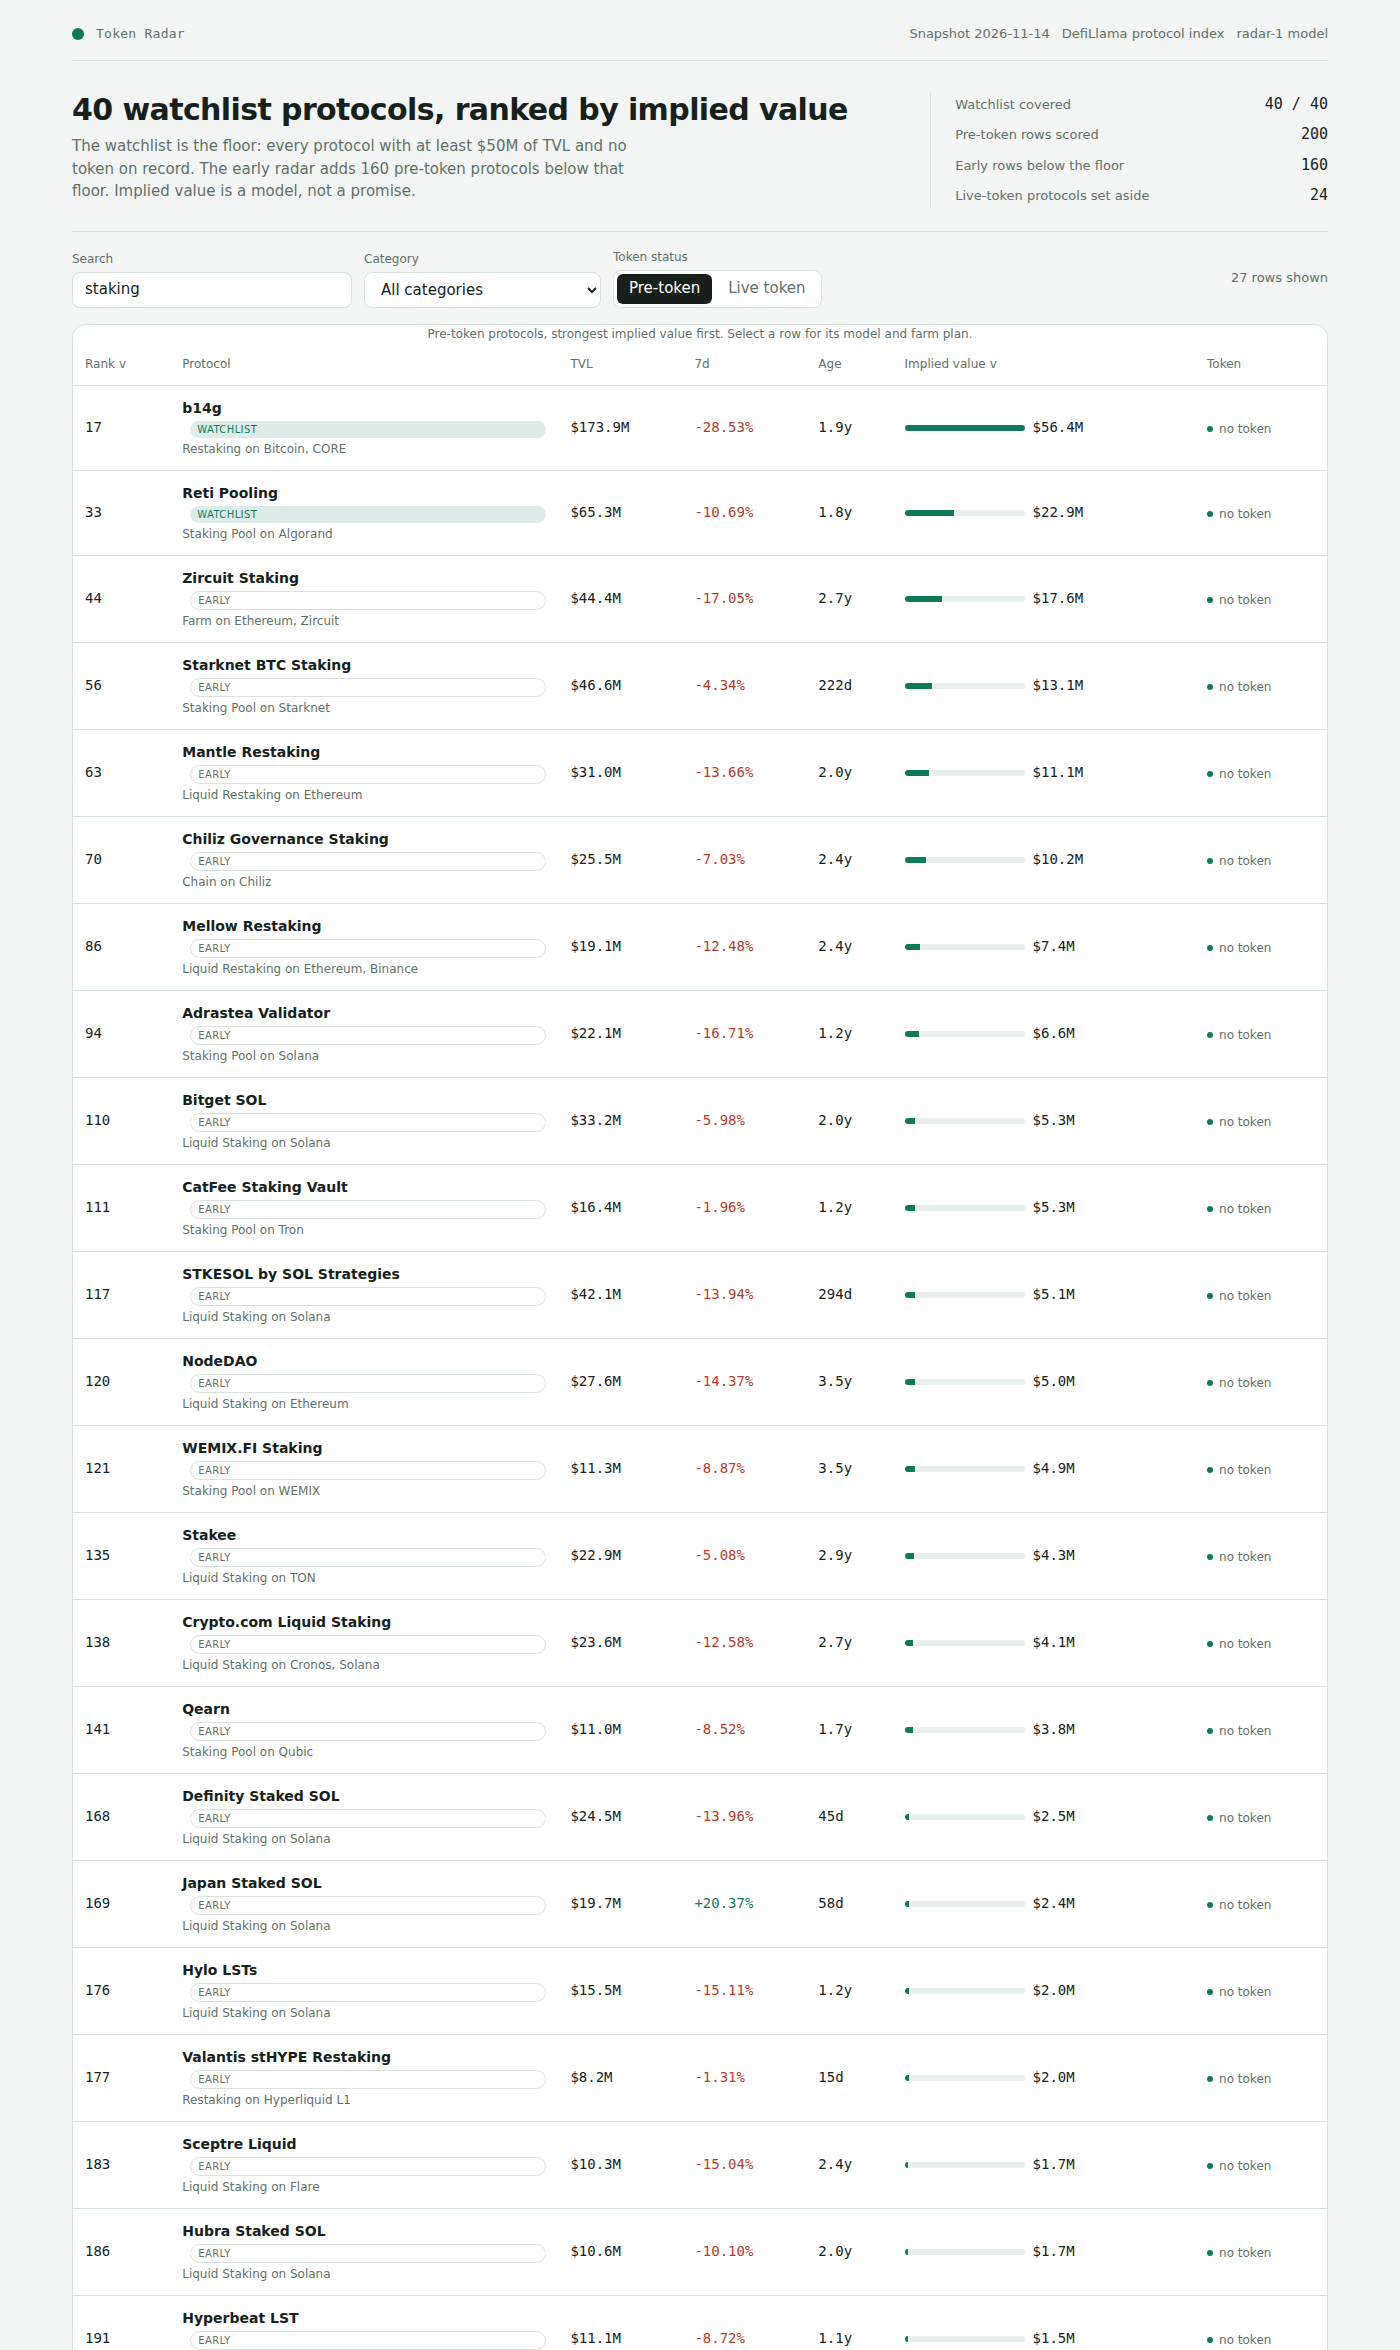 Token Radar
Snapshot 2026-11-14 DefiLlama protocol index radar-1 model
40 watchlist protocols, ranked by implied value
The watchlist is the floor: every protocol with at least $50M of TVL and no
token on record. The early radar adds 160 pre-token protocols below that
floor. Implied value is a model, not a promise.
Watchlist covered 40 / 40
Pre-token rows scored 200
Early rows below the floor 160
Live-token protocols set aside 24
Search
staking
Category
All categories
Token status
Pre-token Live token
27 rows shown
Pre-token protocols, strongest implied value first. Select a row for its model and farm plan.
Rank v Protocol TVL 7d Age Implied value v Token
b14g
17 WATCHLIST $173.9M -28.53% 1.9y $56.4M no token
Restaking on Bitcoin, CORE
Reti Pooling
33 WATCHLIST $65.3M -10.69% 1.8y $22.9M no token
Staking Pool on Algorand
Zircuit Staking
44 EARLY $44.4M -17.05% 2.7y $17.6M no token
Farm on Ethereum, Zircuit
Starknet BTC Staking
56 EARLY $46.6M -4.34% 222d $13.1M no token
Staking Pool on Starknet
Mantle Restaking
63 EARLY $31.0M -13.66% 2.0y $11.1M no token
Liquid Restaking on Ethereum
Chiliz Governance Staking
70 EARLY $25.5M -7.03% 2.4y $10.2M no token
Chain on Chiliz
Mellow Restaking
86 EARLY $19.1M -12.48% 2.4y $7.4M no token
Liquid Restaking on Ethereum, Binance
Adrastea Validator
94 EARLY $22.1M -16.71% 1.2y $6.6M no token
Staking Pool on Solana
Bitget SOL
110 EARLY $33.2M -5.98% 2.0y $5.3M no token
Liquid Staking on Solana
CatFee Staking Vault
111 EARLY $16.4M -1.96% 1.2y $5.3M no token
Staking Pool on Tron
STKESOL by SOL Strategies
117 EARLY $42.1M -13.94% 294d $5.1M no token
Liquid Staking on Solana
NodeDAO
120 EARLY $27.6M -14.37% 3.5y $5.0M no token
Liquid Staking on Ethereum
WEMIX.FI Staking
121 EARLY $11.3M -8.87% 3.5y $4.9M no token
Staking Pool on WEMIX
Stakee
135 EARLY $22.9M -5.08% 2.9y $4.3M no token
Liquid Staking on TON
Crypto.com Liquid Staking
138 EARLY $23.6M -12.58% 2.7y $4.1M no token
Liquid Staking on Cronos, Solana
Qearn
141 EARLY $11.0M -8.52% 1.7y $3.8M no token
Staking Pool on Qubic
Definity Staked SOL
168 EARLY $24.5M -13.96% 45d $2.5M no token
Liquid Staking on Solana
Japan Staked SOL
169 EARLY $19.7M +20.37% 58d $2.4M no token
Liquid Staking on Solana
Hylo LSTs
176 EARLY $15.5M -15.11% 1.2y $2.0M no token
Liquid Staking on Solana
Valantis stHYPE Restaking
177 EARLY $8.2M -1.31% 15d $2.0M no token
Restaking on Hyperliquid L1
Sceptre Liquid
183 EARLY $10.3M -15.04% 2.4y $1.7M no token
Liquid Staking on Flare
Hubra Staked SOL
186 EARLY $10.6M -10.10% 2.0y $1.7M no token
Liquid Staking on Solana
Hyperbeat LST
191 EARLY $11.1M -8.72% 1.1y $1.5M no token